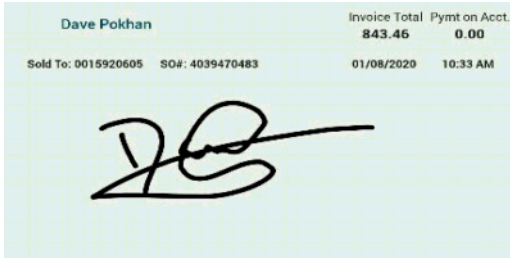 Dave Pokhan
Invoice Total Pymt on Acct.
843.46 0.00
Sold To: 0015920605 SO#: 4039470483 01/08/2020 10:33 AM